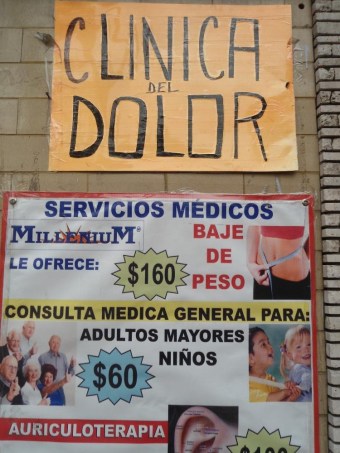 CLINICA
DEL
DOLOR
SERVICIOS MÉDICOS
MILLENIUM®
LE OFRECE:
$160
BAJE
DE
PESO
CONSULTA MEDICA GENERAL PARA:
ADULTOS MAYORES
NIÑOS
$60
AURICULOTERAPIA